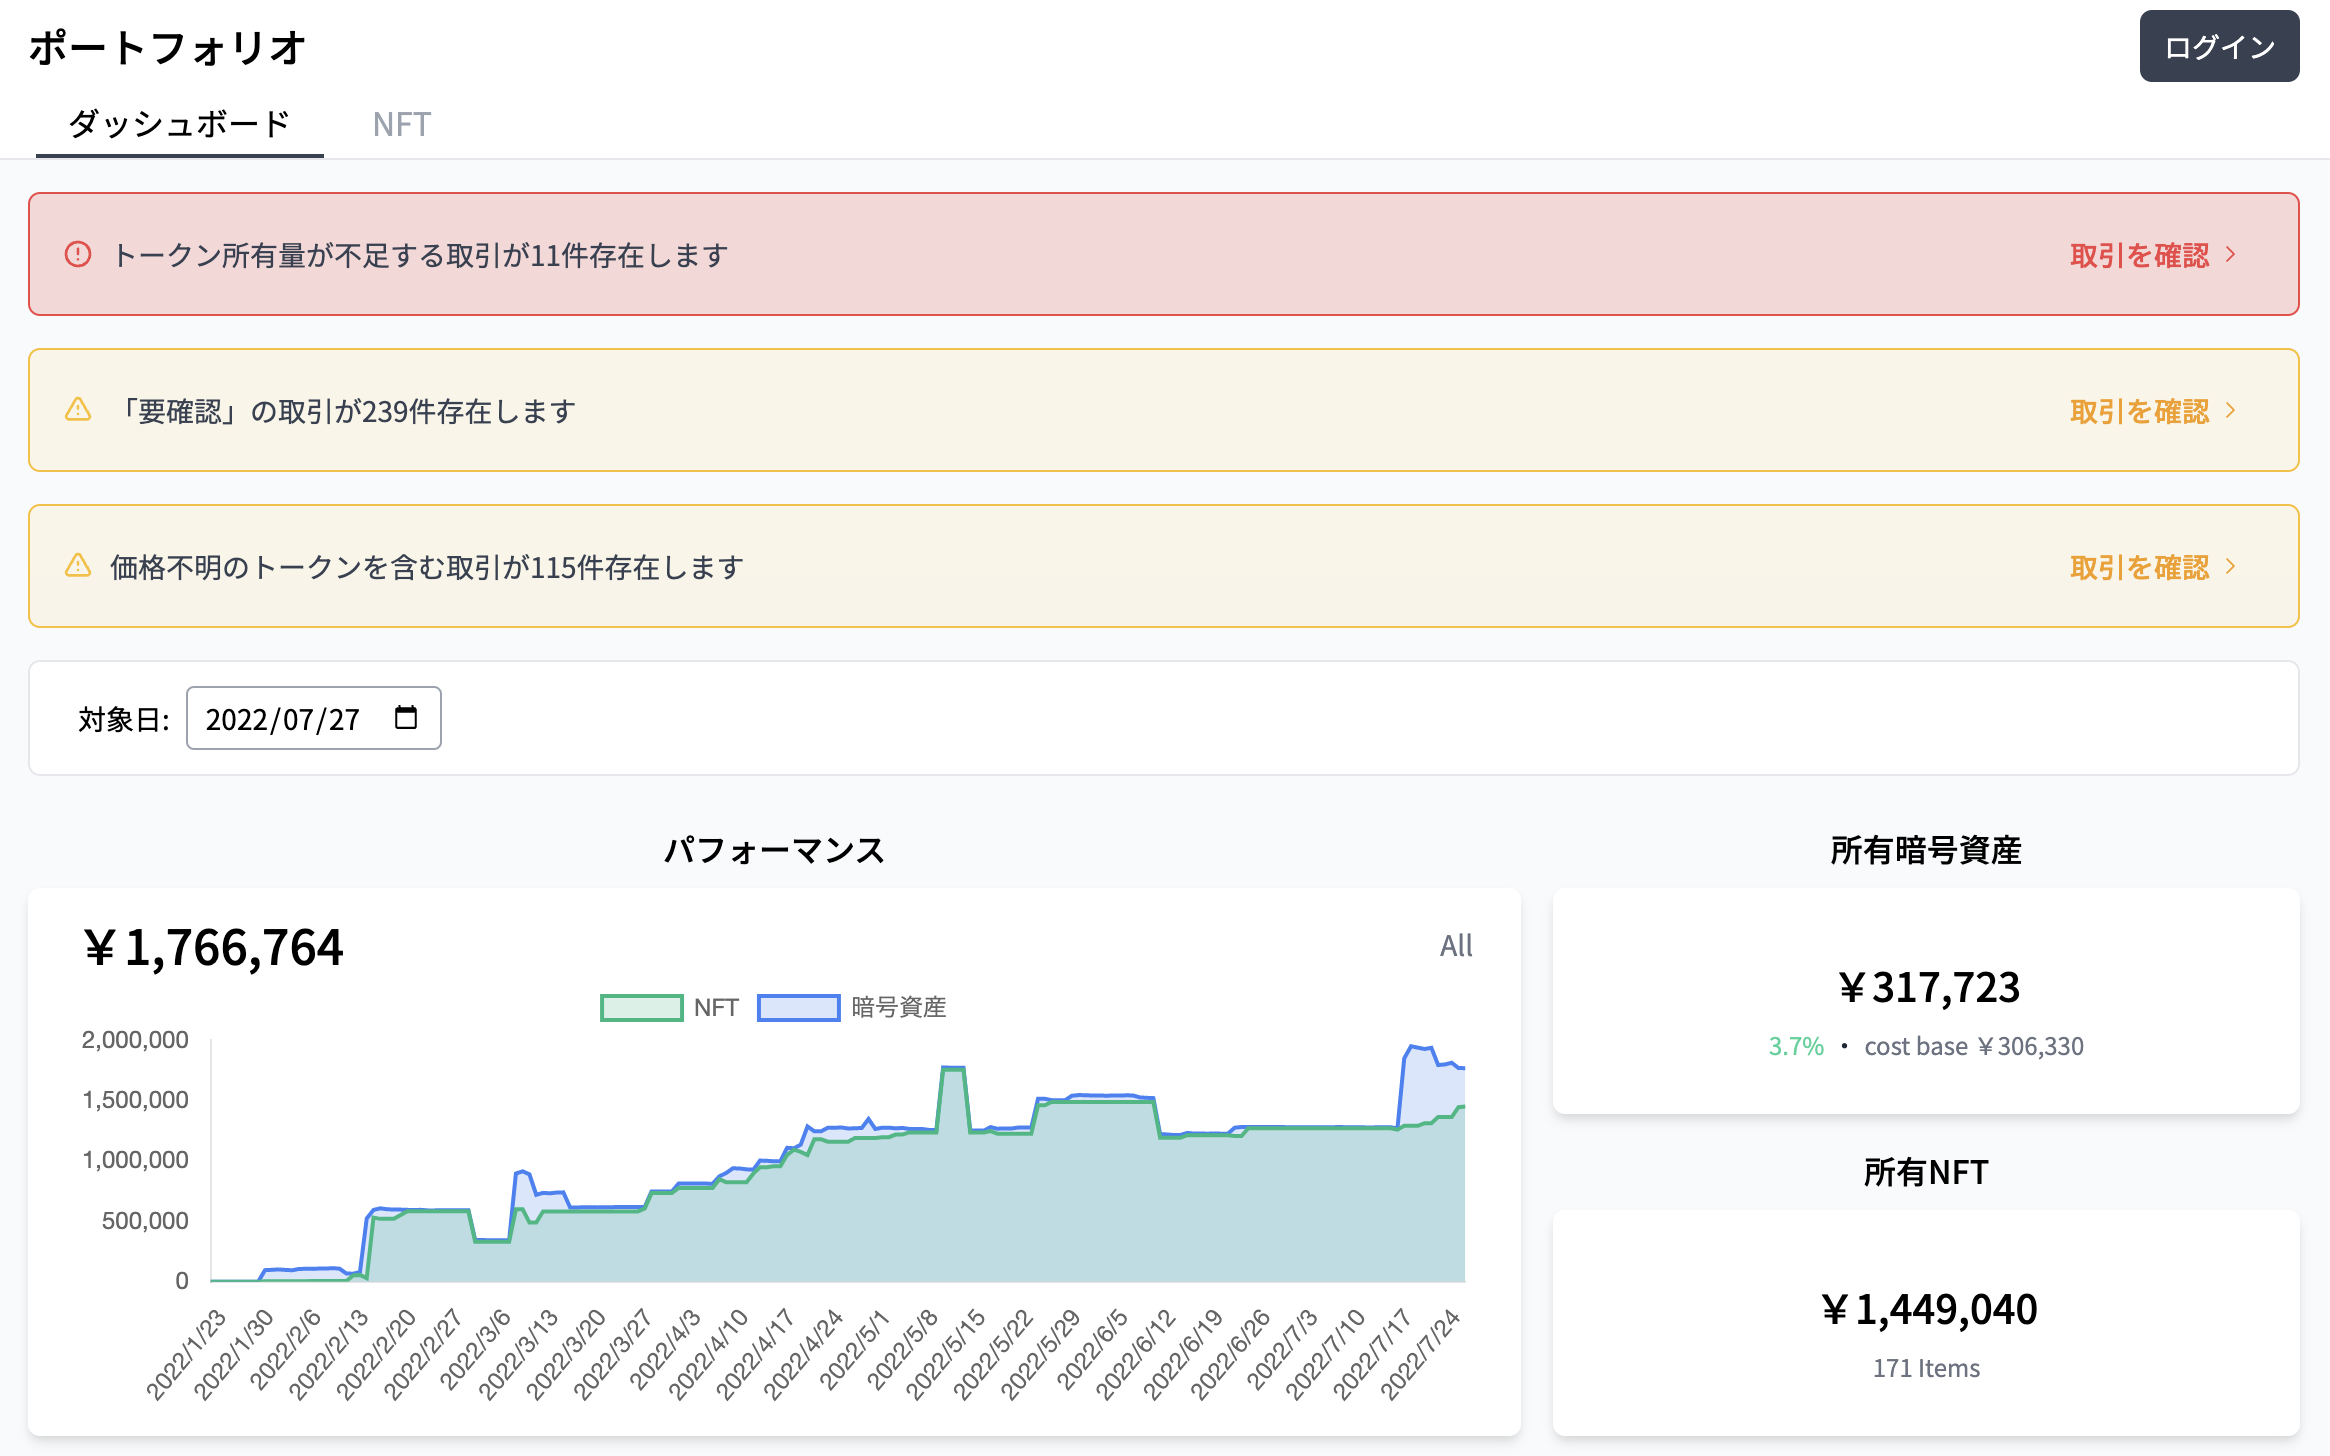 ポートフォリオ
ログイン
ダッシュボード NFT
トークン所有量が不足する取引が11件存在します 取引を確認
「要確認」の取引が239件存在します 取引を確認
価格不明のトークンを含む取引が115件存在します 取引を確認
対象日: 2022/07/27
パフォーマンス
￥1,766,764
All
NFT 暗号資産
2,000,000
1,500,000
1,000,000
500,000
0
2022/1/23
2022/1/30
2022/2/6
2022/2/13
2022/2/20
2022/2/27
2022/3/6
2022/3/13
2022/3/20
2022/3/27
2022/4/3
2022/4/10
2022/4/17
2022/4/24
2022/5/1
2022/5/8
2022/5/15
2022/5/22
2022/5/29
2022/6/5
2022/6/12
2022/6/19
2022/6/26
2022/7/3
2022/7/10
2022/7/17
2022/7/24
所有暗号資産
￥317,723
3.7% ・ cost base ￥306,330
所有NFT
￥1,449,040
171 Items